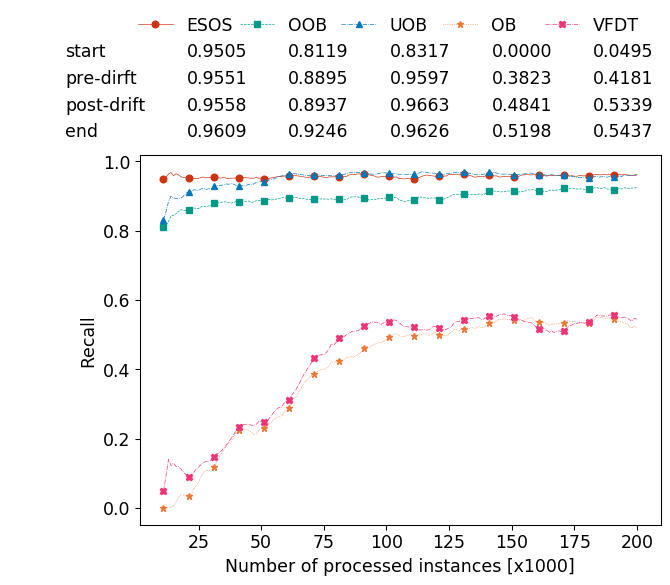 ESOS OOB UOB OB VFDT
start 0.9505 0.8119 0.8317 0.0000 0.0495
pre-dirft 0.9551 0.8895 0.9597 0.3823 0.4181
post-drift 0.9558 0.8937 0.9663 0.4841 0.5339
end 0.9609 0.9246 0.9626 0.5198 0.5437
1.0
0.8
0.6
0.4
0.2
0.0
Recall
25 50 75 100 125 150 175 200
Number of processed instances [x1000]